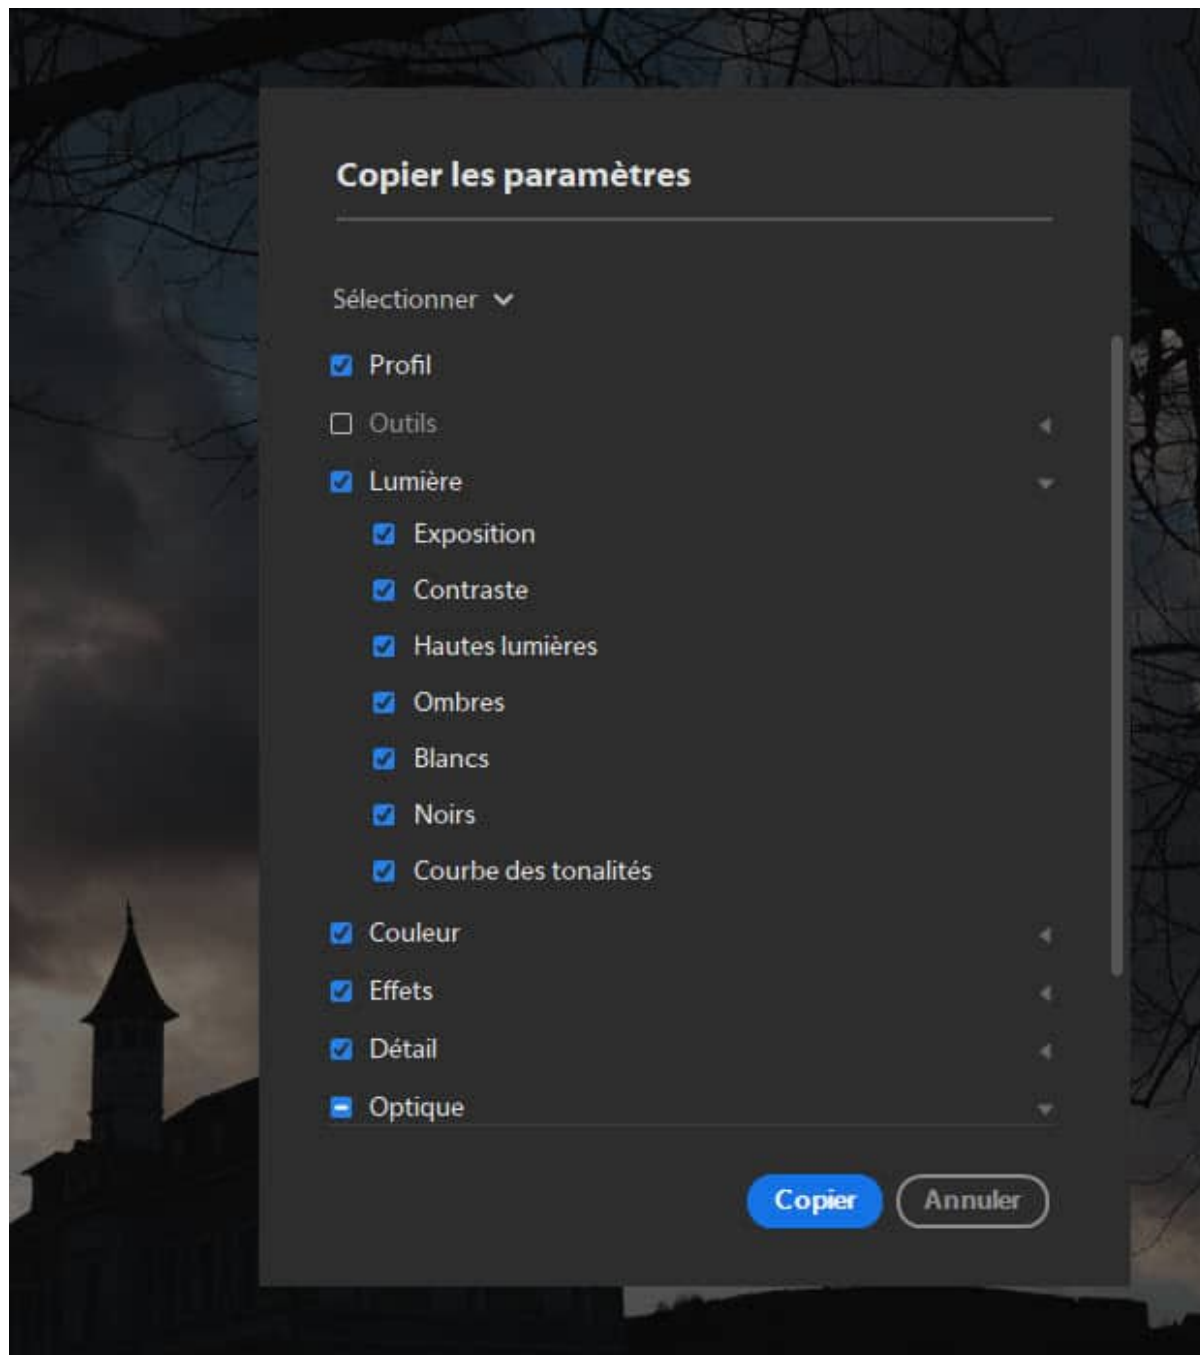 Copier les paramètres
Sélectionner
Profil
Outils
Lumière
Exposition
Contraste
Hautes lumières
Ombres
Blancs
Noirs
Courbe des tonalités
Couleur
Effets
Détail
Optique
Copier
Annuler